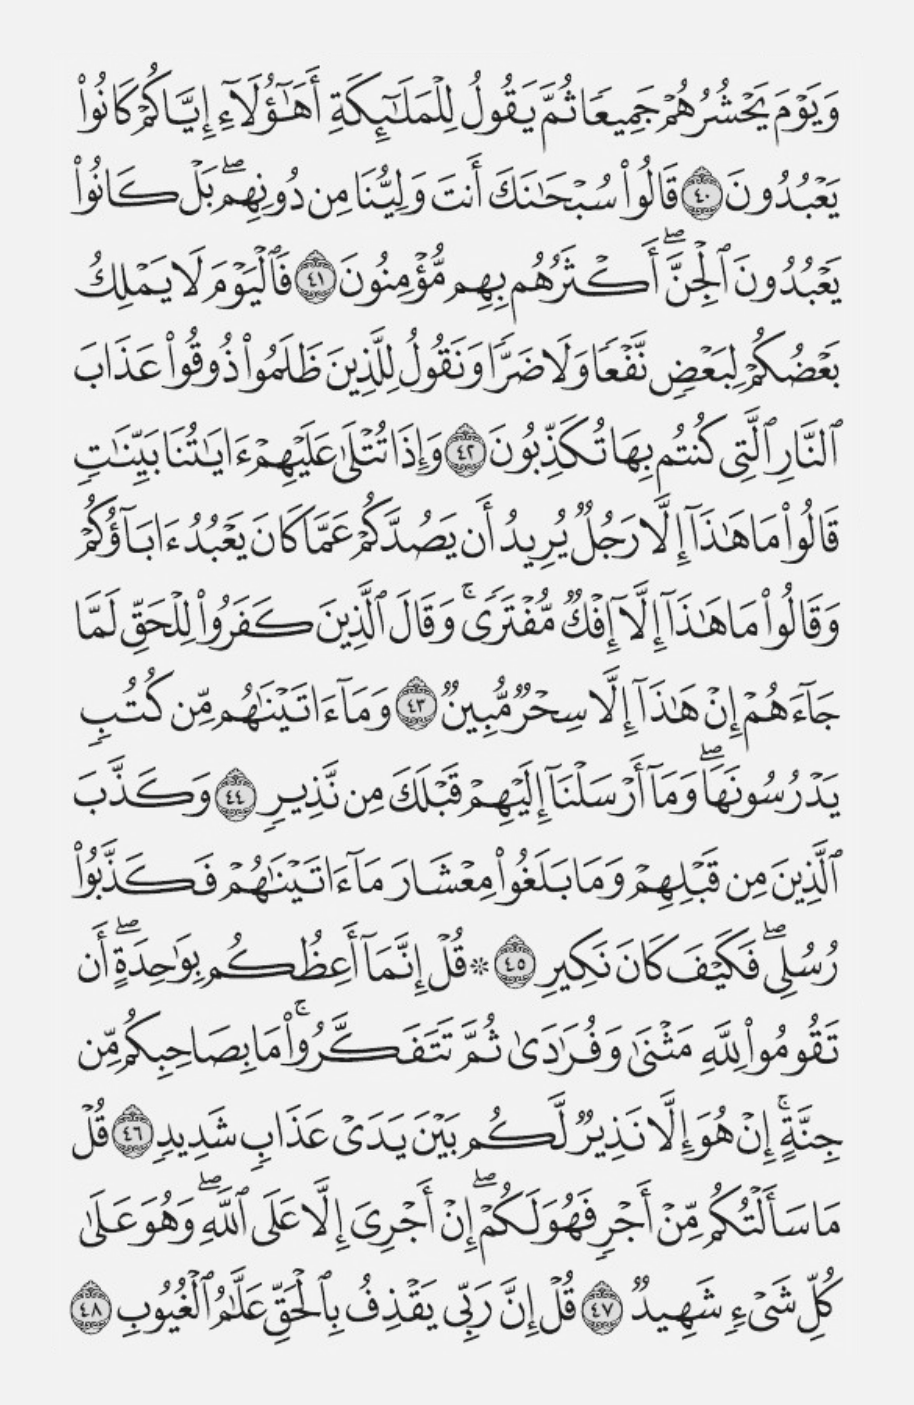 وَيَوْمَ يَحْشُرُهُمْ جَمِيعًا ثُمَّ يَقُولُ لِلْمَلَـٰٓئِكَةِ أَهَـٰٓؤُلَآءِ إِيَّاكُمْ كَانُوا۟
يَعْبُدُونَ ٤٠ قَالُوا۟ سُبْحَـٰنَكَ أَنتَ وَلِيُّنَا مِن دُونِهِم ۖ بَلْ كَانُوا۟
يَعْبُدُونَ ٱلْجِنَّ ۖ أَكْثَرُهُم بِهِم مُّؤْمِنُونَ ٤١ فَٱلْيَوْمَ لَا يَمْلِكُ
بَعْضُكُمْ لِبَعْضٍ نَّفْعًا وَلَا ضَرًّا وَنَقُولُ لِلَّذِينَ ظَلَمُوا۟ ذُوقُوا۟ عَذَابَ
ٱلنَّارِ ٱلَّتِى كُنتُم بِهَا تُكَذِّبُونَ ٤٢ وَإِذَا تُتْلَىٰ عَلَيْهِمْ ءَايَـٰتُنَا بَيِّنَـٰتٍ
قَالُوا۟ مَا هَـٰذَآ إِلَّا رَجُلٌ يُرِيدُ أَن يَصُدَّكُمْ عَمَّا كَانَ يَعْبُدُ ءَابَآؤُكُمْ
وَقَالُوا۟ مَا هَـٰذَآ إِلَّآ إِفْكٌ مُّفْتَرًى ۚ وَقَالَ ٱلَّذِينَ كَفَرُوا۟ لِلْحَقِّ لَمَّا
جَآءَهُمْ إِنْ هَـٰذَآ إِلَّا سِحْرٌ مُّبِينٌ ٤٣ وَمَآ ءَاتَيْنَـٰهُم مِّن كُتُبٍ
يَدْرُسُونَهَا ۖ وَمَآ أَرْسَلْنَآ إِلَيْهِمْ قَبْلَكَ مِن نَّذِيرٍ ٤٤ وَكَذَّبَ
ٱلَّذِينَ مِن قَبْلِهِمْ وَمَا بَلَغُوا۟ مِعْشَارَ مَآ ءَاتَيْنَـٰهُمْ فَكَذَّبُوا۟
رُسُلِى ۖ فَكَيْفَ كَانَ نَكِيرِ ٤٥ ۞ قُلْ إِنَّمَآ أَعِظُكُم بِوَٰحِدَةٍ ۖ أَن
تَقُومُوا۟ لِلَّهِ مَثْنَىٰ وَفُرَٰدَىٰ ثُمَّ تَتَفَكَّرُوا۟ ۚ مَا بِصَاحِبِكُم مِّن
جِنَّةٍ ۚ إِنْ هُوَ إِلَّا نَذِيرٌ لَّكُم بَيْنَ يَدَىْ عَذَابٍ شَدِيدٍ ٤٦ قُلْ
مَا سَأَلْتُكُم مِّنْ أَجْرٍ فَهُوَ لَكُمْ ۖ إِنْ أَجْرِىَ إِلَّا عَلَى ٱللَّهِ ۖ وَهُوَ عَلَىٰ
كُلِّ شَىْءٍ شَهِيدٌ ٤٧ قُلْ إِنَّ رَبِّى يَقْذِفُ بِٱلْحَقِّ عَلَّـٰمُ ٱلْغُيُوبِ ٤٨